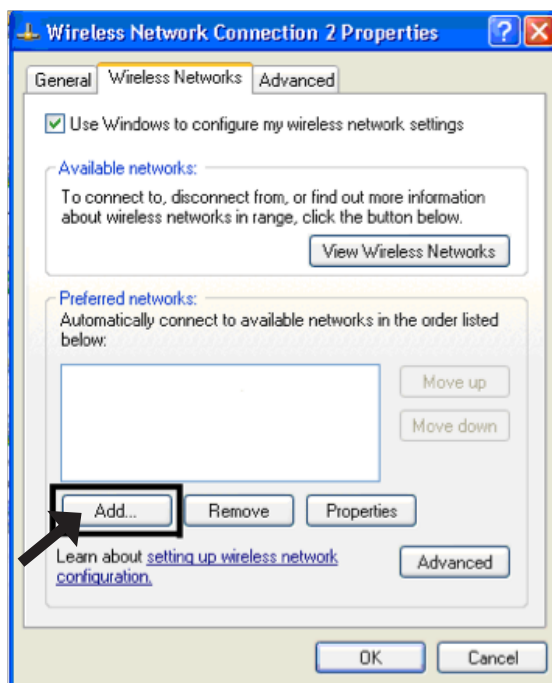 Wireless Network Connection 2 Properties
General Wireless Networks Advanced
Use Windows to configure my wireless network settings
Available networks:
To connect to, disconnect from, or find out more information
about wireless networks in range, click the button below.
View Wireless Networks
Preferred networks:
Automatically connect to available networks in the order listed
below:
Move up
Move down
Add... Remove Properties
Learn about setting up wireless network
configuration.
Advanced
OK Cancel